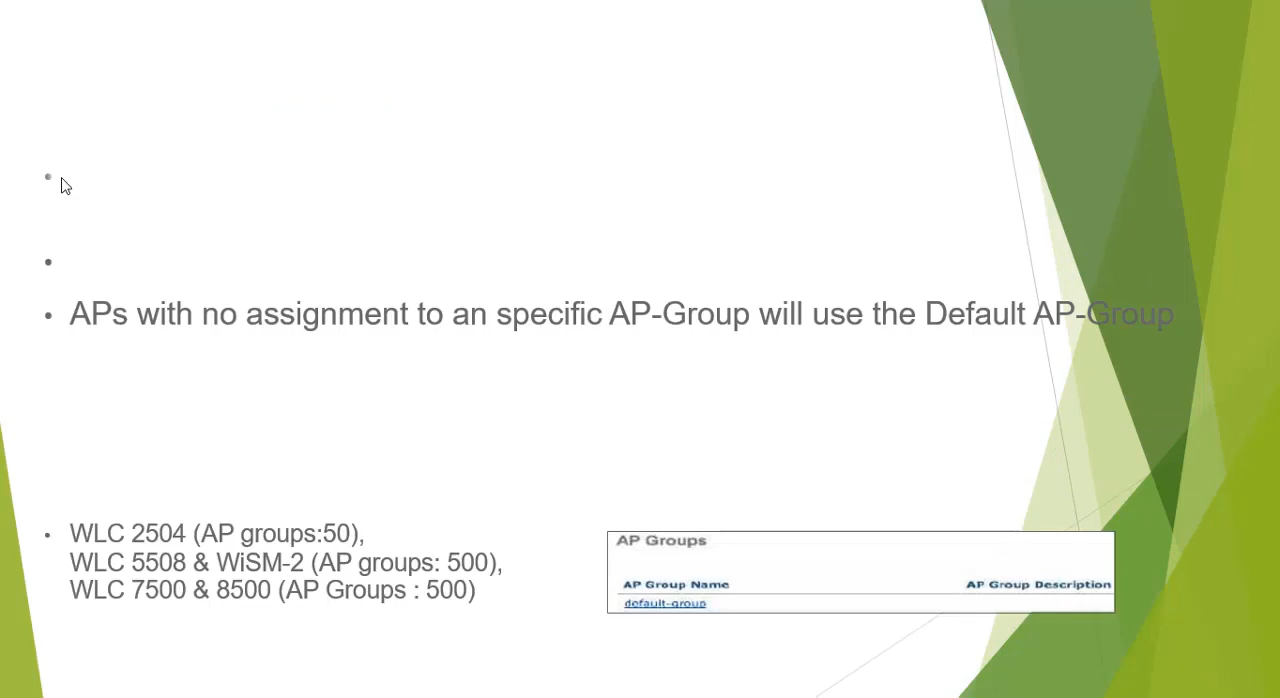 •
•
• APs with no assignment to an specific AP-Group will use the Default AP-Group
• WLC 2504 (AP groups:50),
WLC 5508 & WiSM-2 (AP groups: 500),
WLC 7500 & 8500 (AP Groups : 500)
AP Groups
AP Group Name AP Group Description
default-group